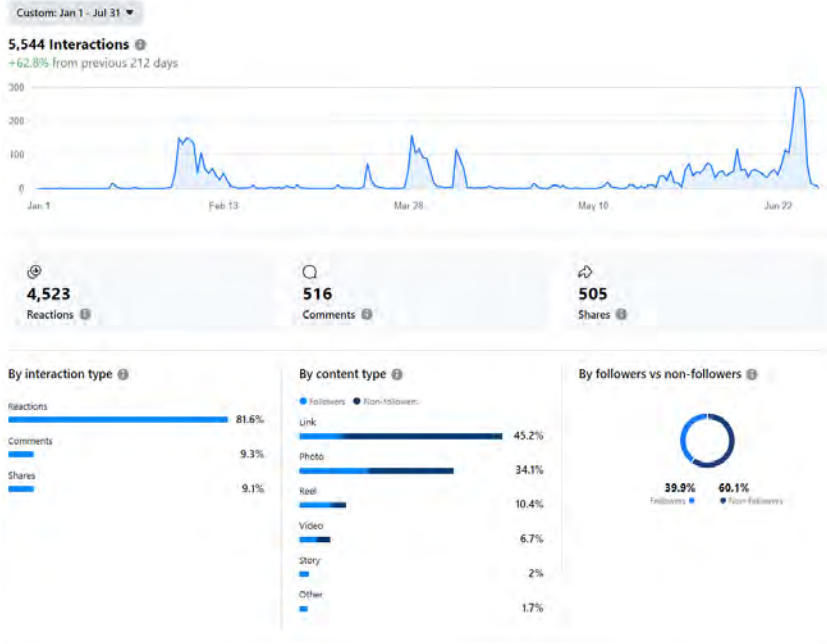 Custom: Jan 1 - Jul 31
5,544 Interactions
+62.8% from previous 212 days
300
200
100
0
Jan 1
Feb 13
Mar 28
May 10
Jun 22
4,523
Reactions
516
Comments
505
Shares
By interaction type
Reactions
81.6%
Comments
9.3%
Shares
9.1%
By content type
Followers Non-followers
Link
45.2%
Photo
34.1%
Reel
10.4%
Video
6.7%
Story
2%
Other
1.7%
By followers vs non-followers
39.9% 60.1%
Followers Non-followers